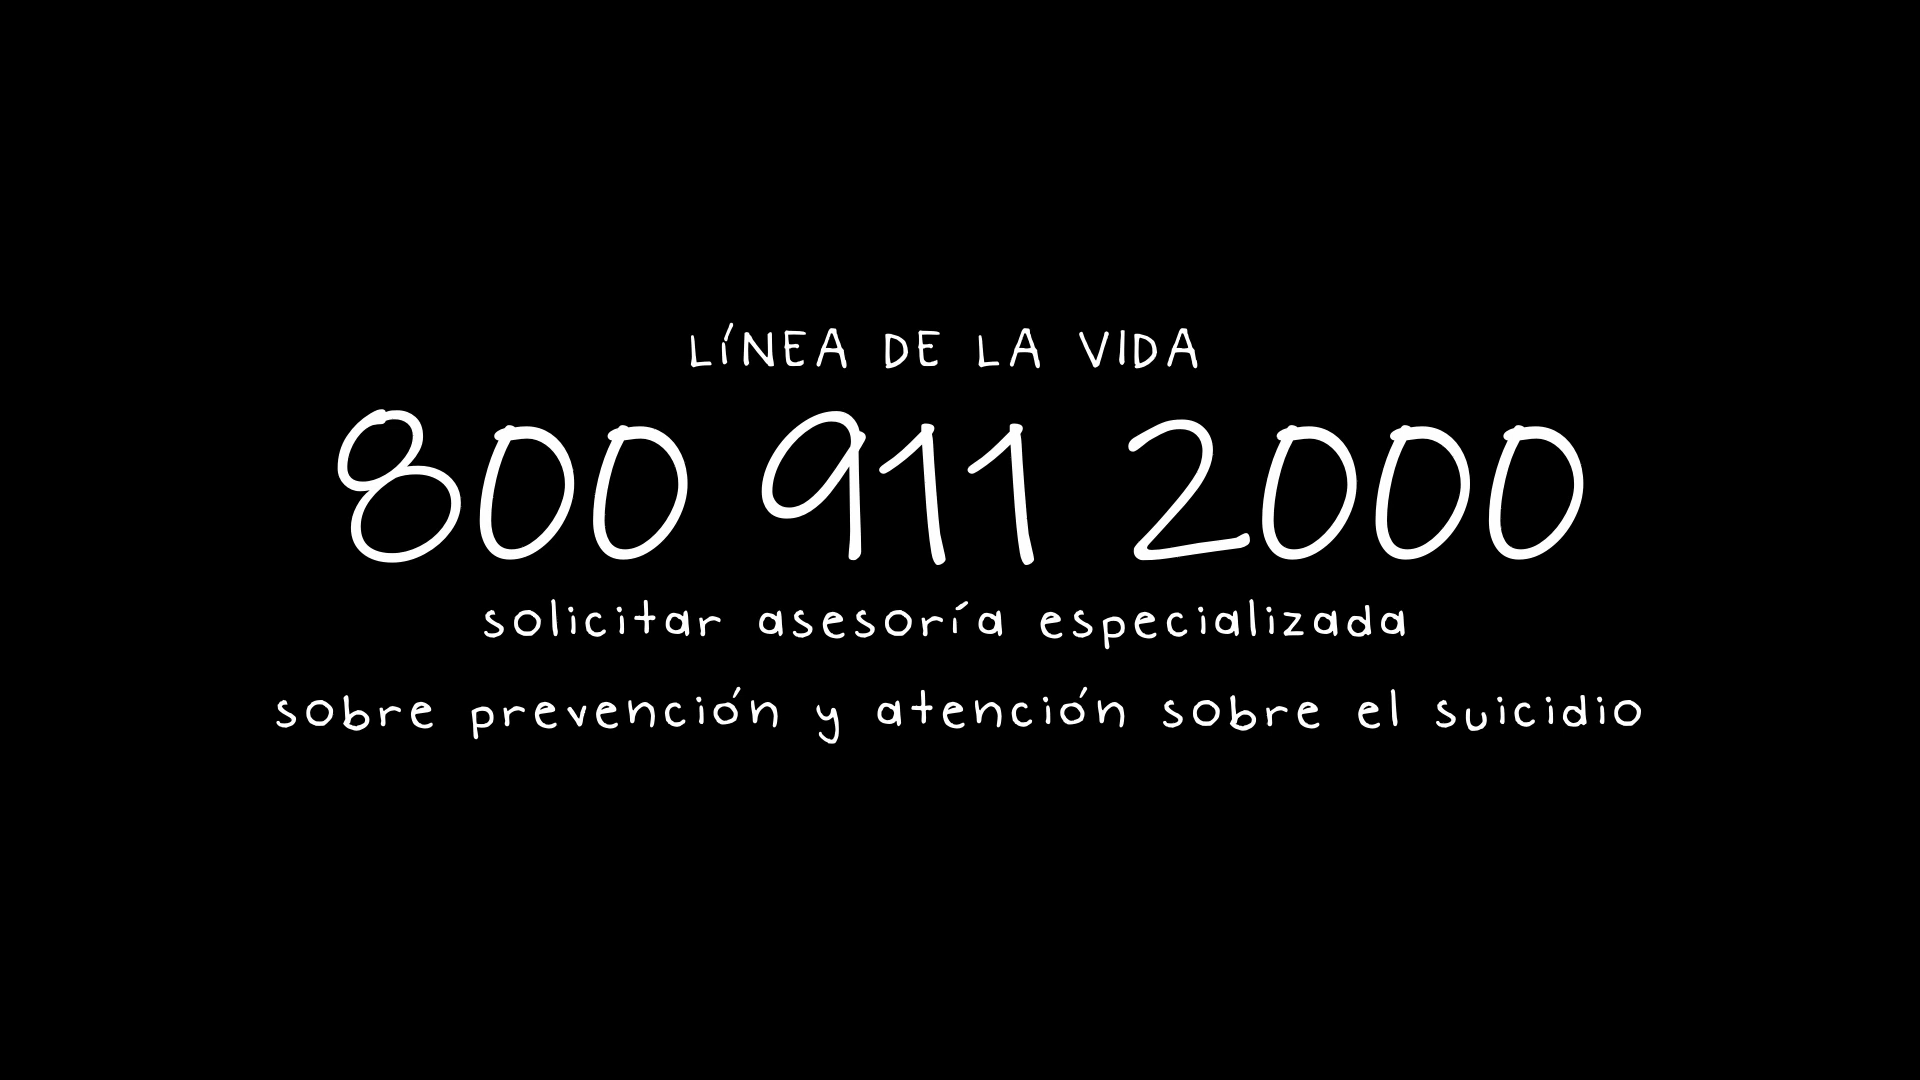 LíNEA DE LA VIDA
800 911 2000
solicitar asesoría especializada
sobre prevención y atención sobre el suicidio